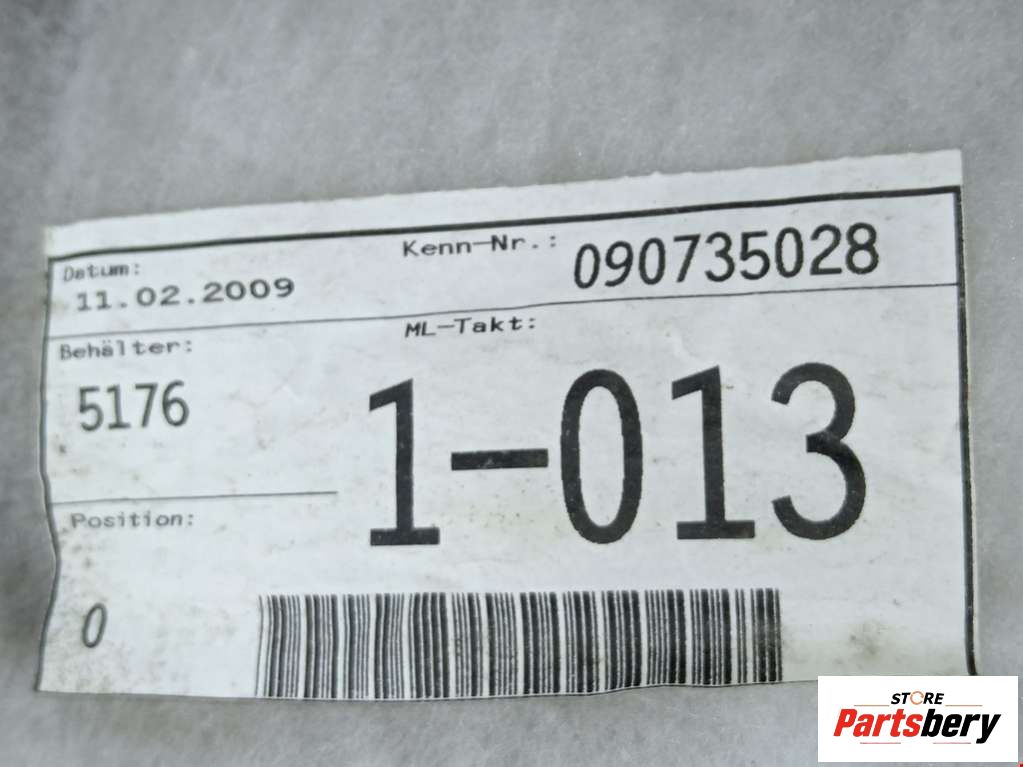 Datum:
11.02.2009
Kenn-Nr.:
090735028
Behälter:
5176
ML-Takt:
1-013
Position:
0
STORE
Partsbery